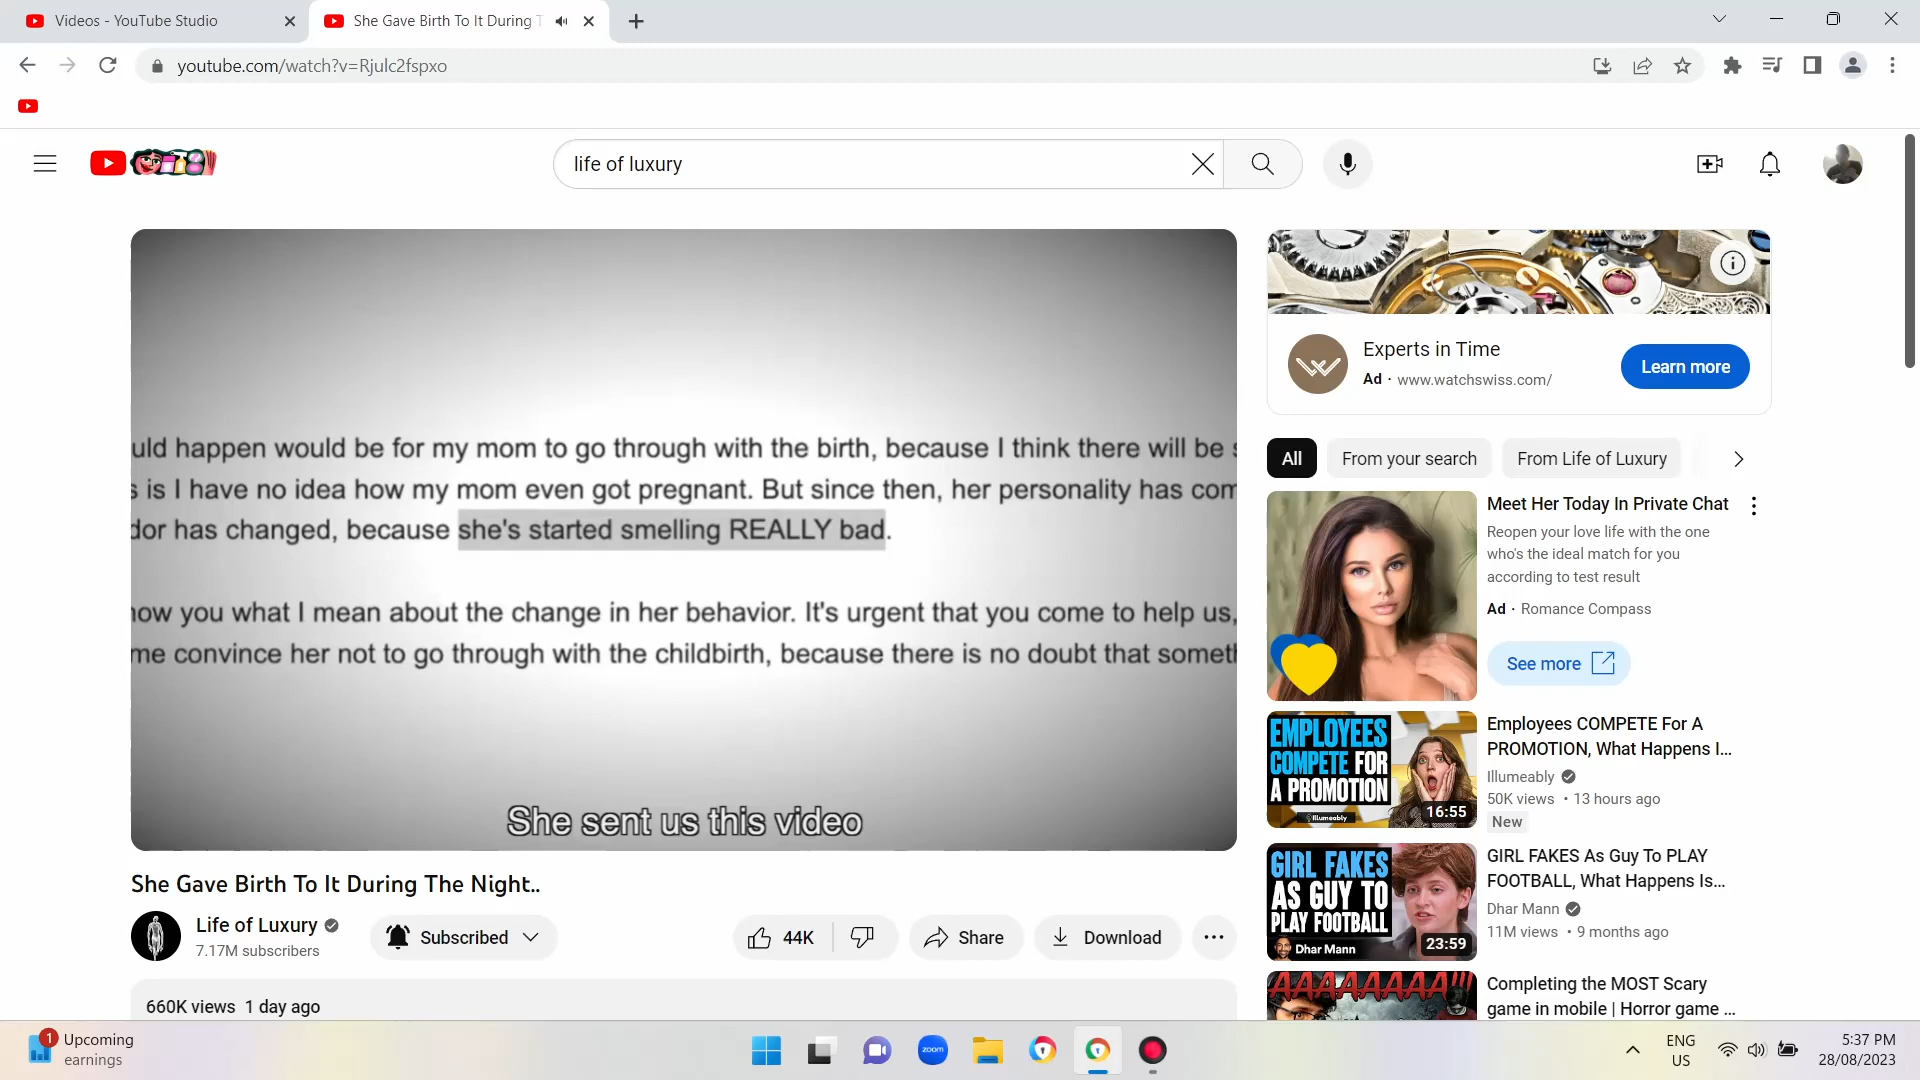 Videos - YouTube Studio
She Gave Birth To It During
youtube.com/watch?v=Rjulc2fspxo
life of luxury
uld happen would be for my mom to go through with the birth, because I think there will be
is I have no idea how my mom even got pregnant. But since then, her personality has com
dor has changed, because she's started smelling REALLY bad.
now you what I mean about the change in her behavior. It's urgent that you come to help us,
me convince her not to go through with the childbirth, because there is no doubt that somet
She sent us this video
She Gave Birth To It During The Night..
Life of Luxury
7.17M subscribers
Subscribed
44K
Share
Download
660K views 1 day ago
Experts in Time
Ad · www.watchswiss.com/
Learn more
All
From your search
From Life of Luxury
Meet Her Today In Private Chat
Reopen your love life with the one
who's the ideal match for you
according to test result
Ad · Romance Compass
See more
EMPLOYEES
COMPETE FOR
A PROMOTION
Illumeably
16:55
Employees COMPETE For A
PROMOTION, What Happens I...
Illumeably
50K views • 13 hours ago
New
GIRL FAKES
AS GUY TO
PLAY FOOTBALL
Dhar Mann
23:59
GIRL FAKES As Guy To PLAY
FOOTBALL, What Happens Is...
Dhar Mann
11M views • 9 months ago
AAAAAAAA!!!
Completing the MOST Scary
game in mobile | Horror game ...
1
Upcoming
earnings
zoom
ENG
US
5:37 PM
28/08/2023